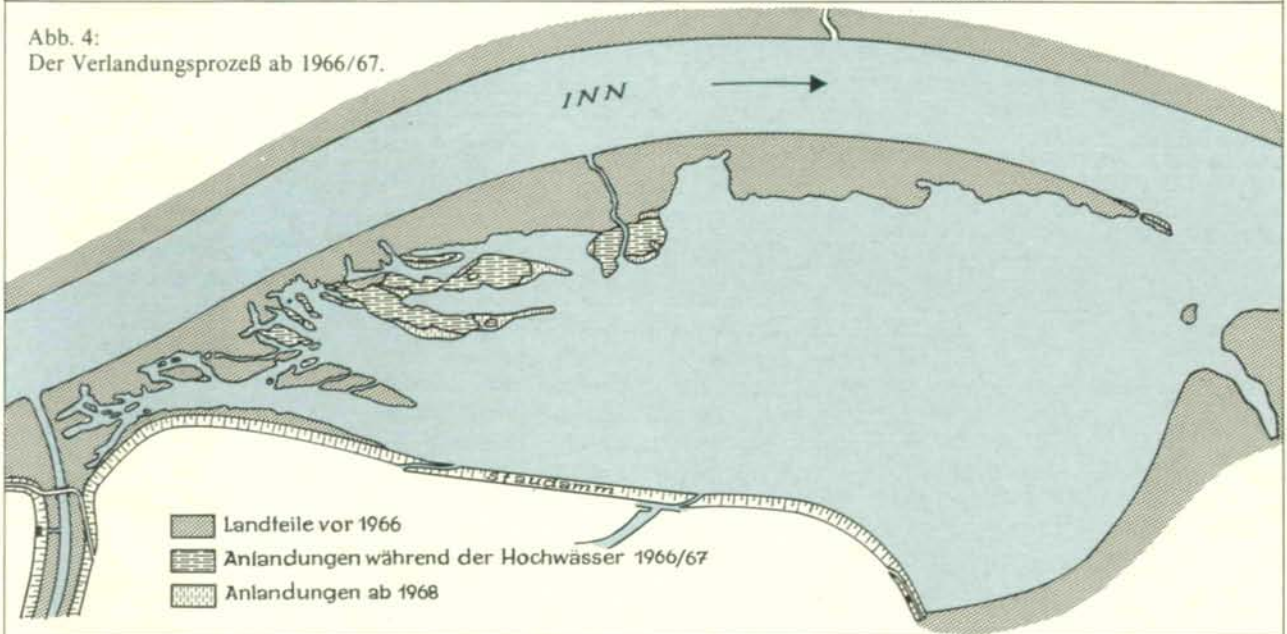 Abb. 4:
Der Verlandungsprozeß ab 1966/67.
INN
Staudamm
Landteile vor 1966
Anlandungen während der Hochwässer 1966/67
Anlandungen ab 1968